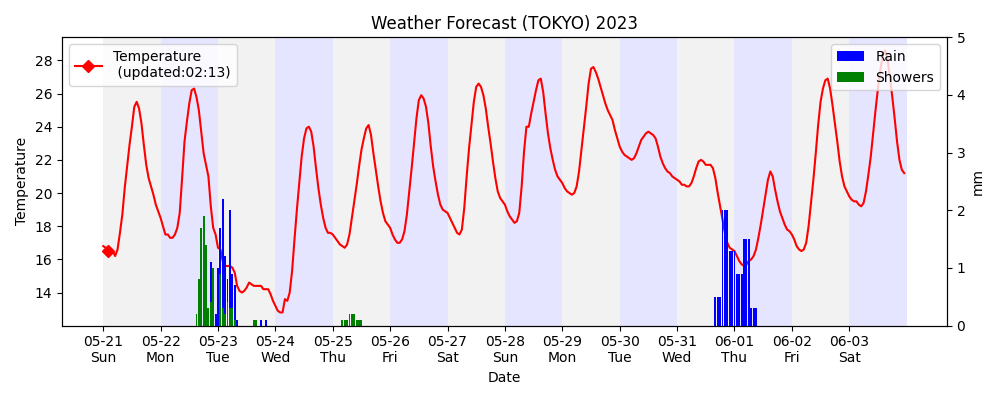 Weather Forecast (TOKYO) 2023
Temperature
(updated:02:13)
Rain
Showers
28
26
24
22
20
18
16
14
Temperature
5
4
3
2
1
0
mm
05-21 05-22 05-23 05-24 05-25 05-26 05-27 05-28 05-29 05-30 05-31 06-01 06-02 06-03
Sun Mon Tue Wed Thu Fri Sat Sun Mon Tue Wed Thu Fri Sat
Date